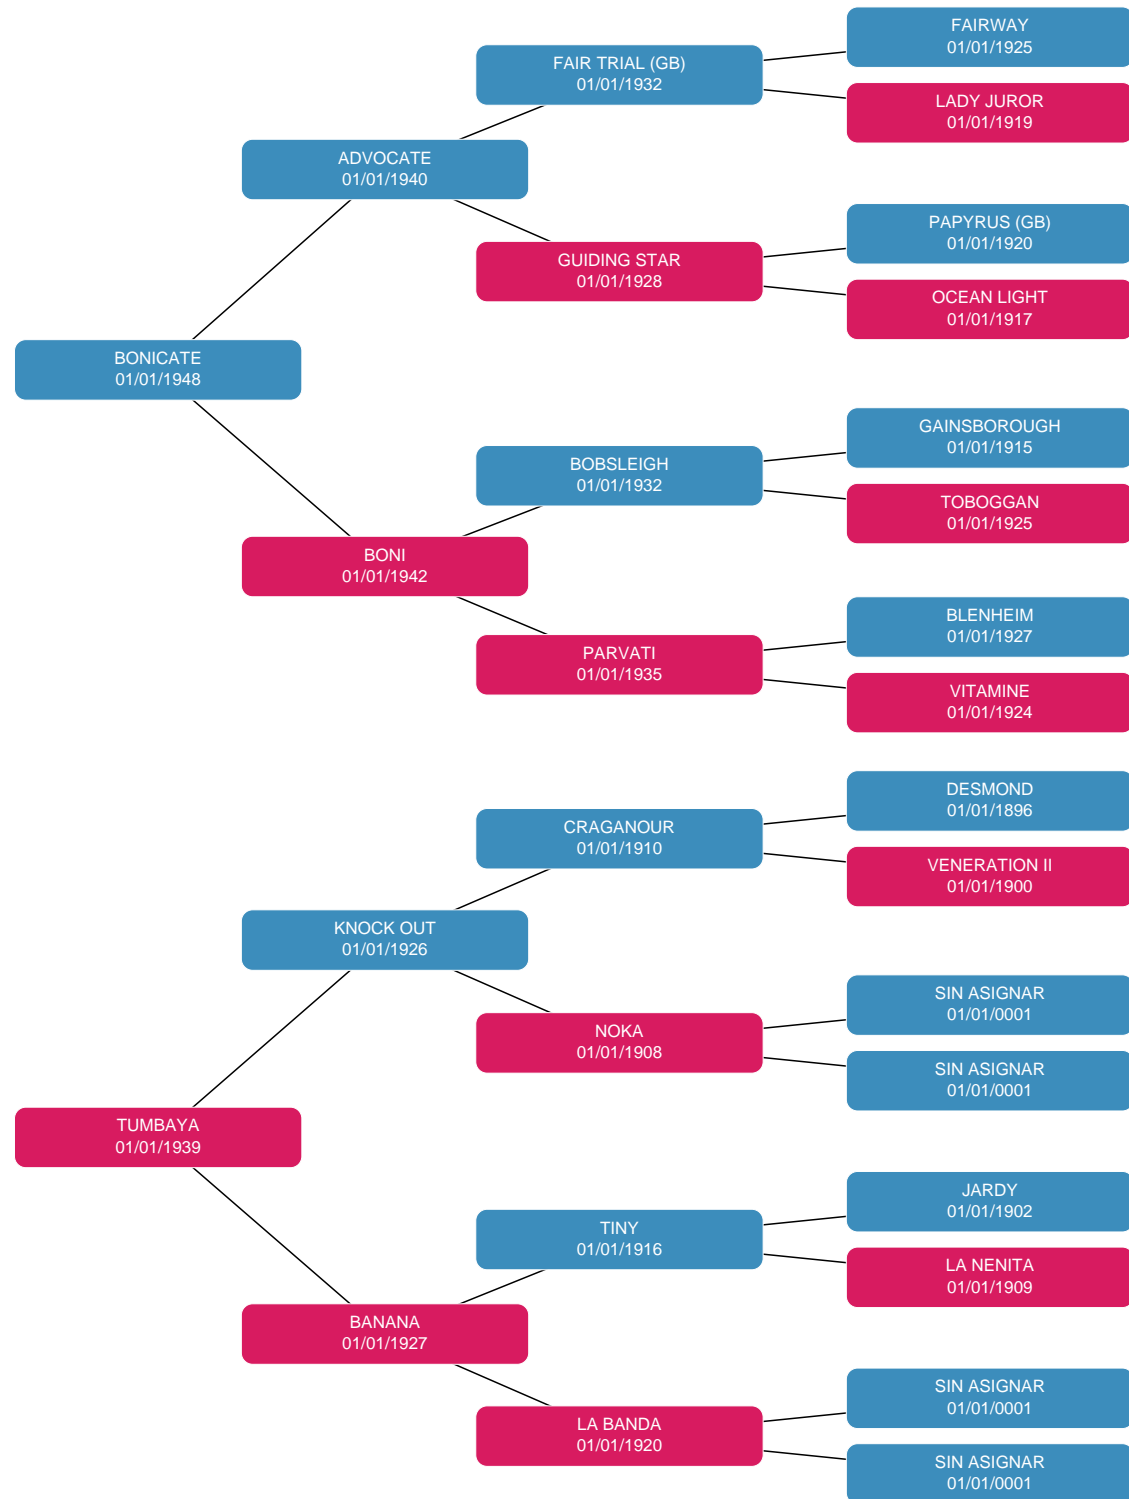 FAIRWAY
01/01/1925
FAIR TRIAL (GB)
01/01/1932
LADY JUROR
01/01/1919
ADVOCATE
01/01/1940
PAPYRUS (GB)
01/01/1920
GUIDING STAR
01/01/1928
OCEAN LIGHT
01/01/1917
BONICATE
01/01/1948
GAINSBOROUGH
01/01/1915
BOBSLEIGH
01/01/1932
TOBOGGAN
01/01/1925
BONI
01/01/1942
BLENHEIM
01/01/1927
PARVATI
01/01/1935
VITAMINE
01/01/1924
DESMOND
01/01/1896
CRAGANOUR
01/01/1910
VENERATION II
01/01/1900
KNOCK OUT
01/01/1926
SIN ASIGNAR
01/01/0001
NOKA
01/01/1908
SIN ASIGNAR
01/01/0001
TUMBAYA
01/01/1939
JARDY
01/01/1902
TINY
01/01/1916
LA NENITA
01/01/1909
BANANA
01/01/1927
SIN ASIGNAR
01/01/0001
LA BANDA
01/01/1920
SIN ASIGNAR
01/01/0001